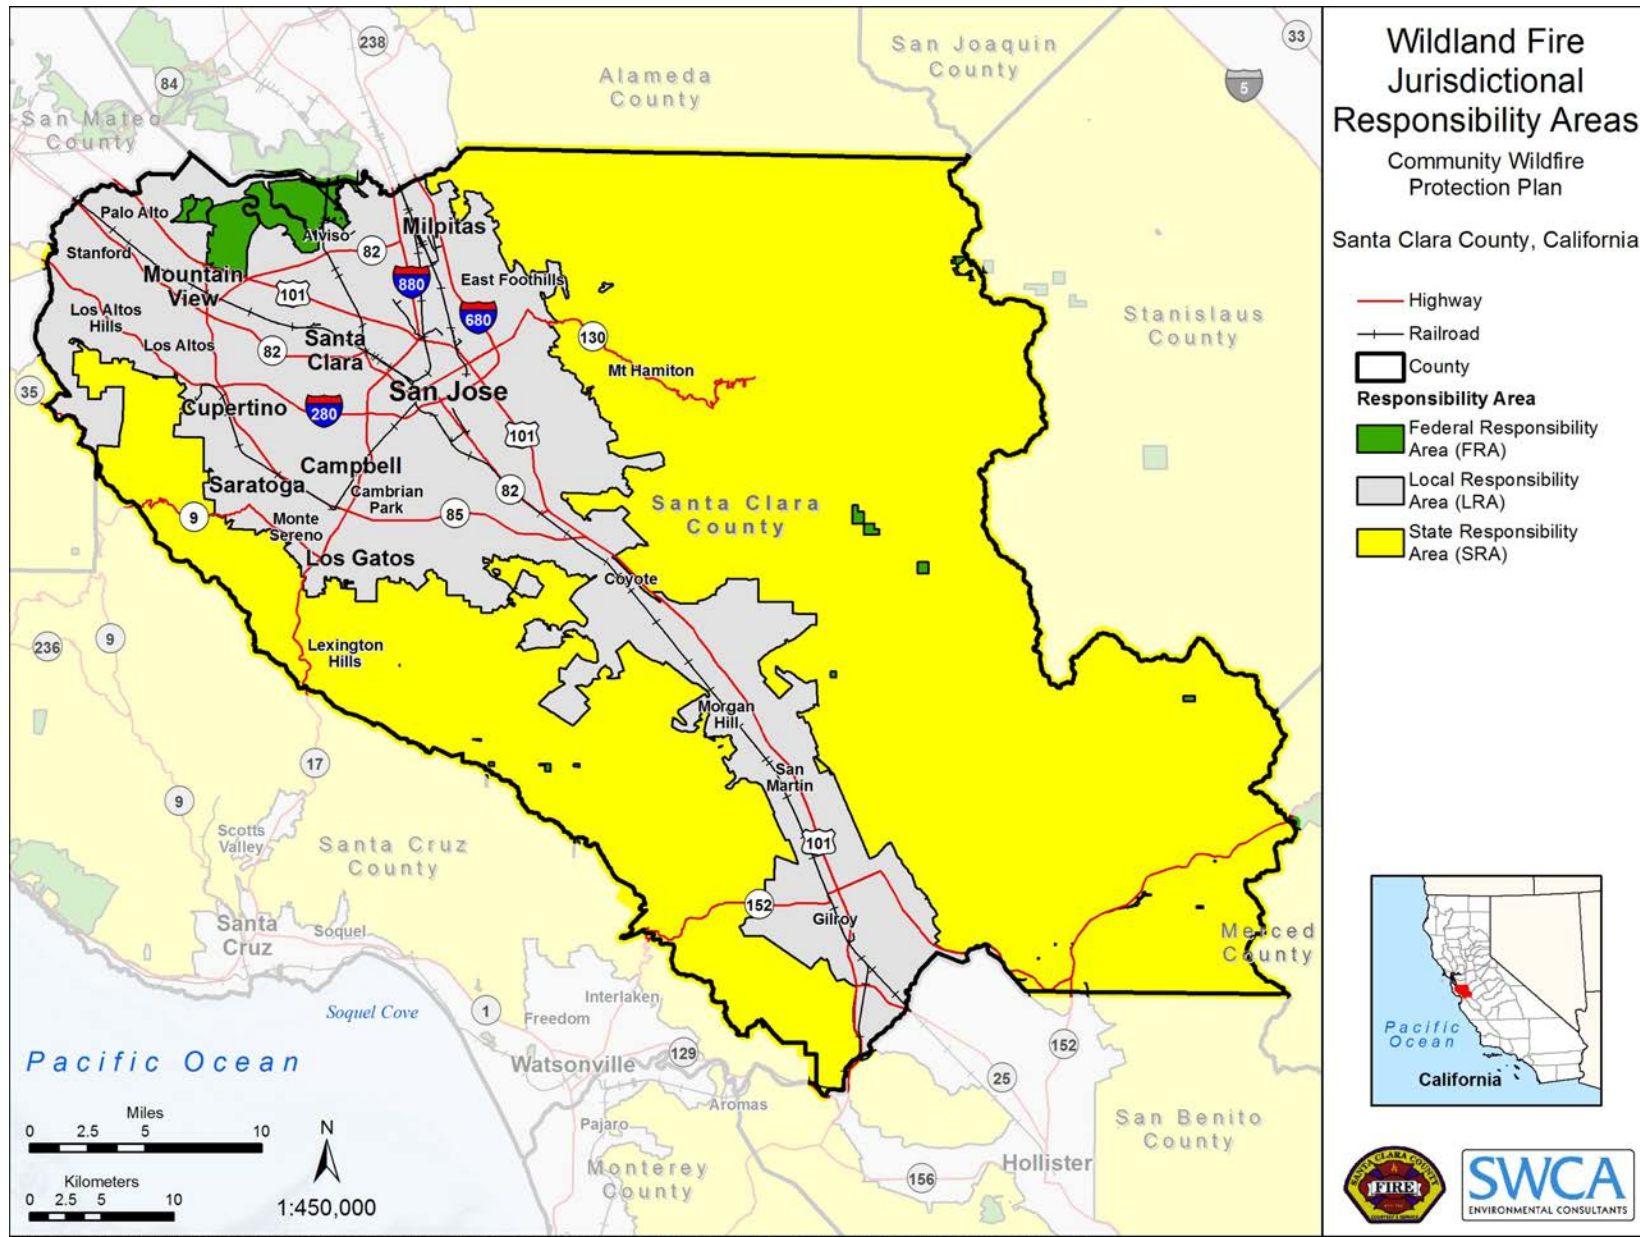 Wildland Fire
Jurisdictional
Responsibility Areas
Community Wildfire
Protection Plan
Santa Clara County, California
Highway
Railroad
County
Responsibility Area
Federal Responsibility
Area (FRA)
Local Responsibility
Area (LRA)
State Responsibility
Area (SRA)
238
84
San Mateo
County
Alameda
County
San Joaquin
County
33
5
Palo Alto
Stanford
Mountain
View
Alviso
82
Milpitas
880
East Foothills
101
680
Los Altos
Hills
Los Altos
82
Santa
Clara
130
Mt Hamiton
Stanislaus
County
35
Cupertino
280
San Jose
101
Campbell
Saratoga
Cambrian
Park
82
85
9
Monte
Sereno
Los Gatos
Santa Clara
County
Coyote
236
9
Lexington
Hills
Morgan
Hill
17
San
Martin
9
Scotts
Valley
Santa Cruz
County
101
152
Gilroy
Santa
Cruz
Soquel
Merced
County
Soquel Cove
1
Interlaken
Freedom
Pacific Ocean
Watsonville
129
25
152
Aromas
Pajaro
San Benito
County
Monterey
County
156
Hollister
Miles
0 2.5 5 10
Kilometers
0 2.5 5 10
N
1:450,000
Pacific
Ocean
California
SANTA CLARA COUNTY
FIRE
SWCA
ENVIRONMENTAL CONSULTANTS